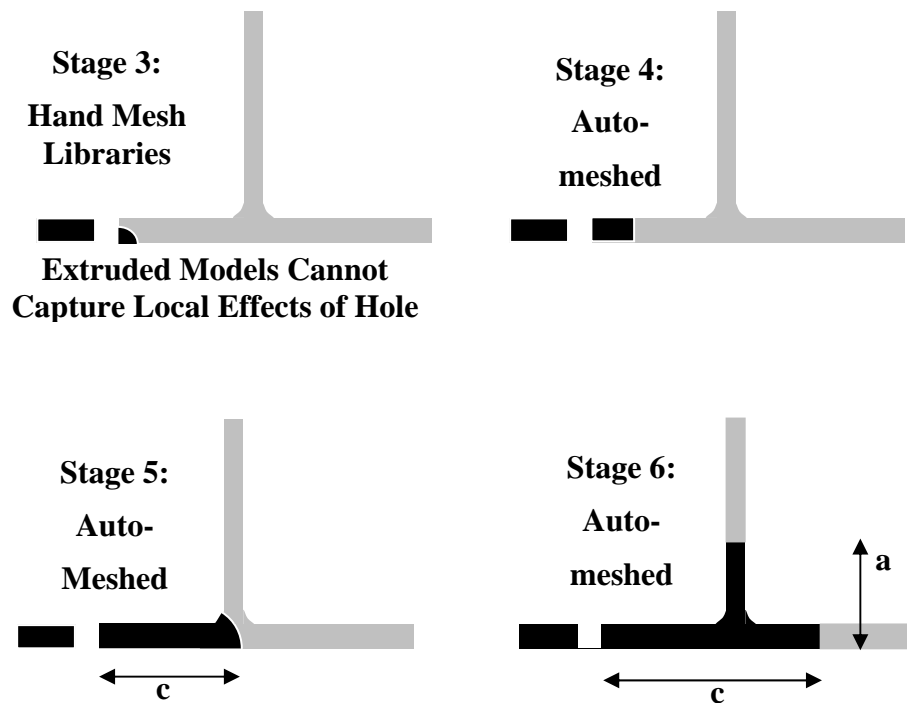 Stage 3:
Hand Mesh
Libraries
Extruded Models Cannot
Capture Local Effects of Hole
Stage 4:
Auto-
meshed
Stage 5:
Auto-
Meshed
c
Stage 6:
Auto-
meshed
a
c